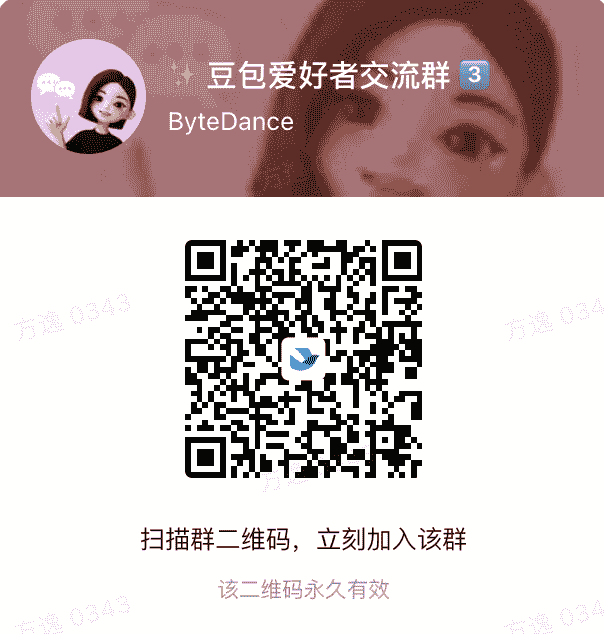 ✨ 豆包爱好者交流群 3️⃣
ByteDance
方逸 0343
方逸 0343
扫描群二维码，立刻加入该群
该二维码永久有效
方逸 0343
方逸 0343